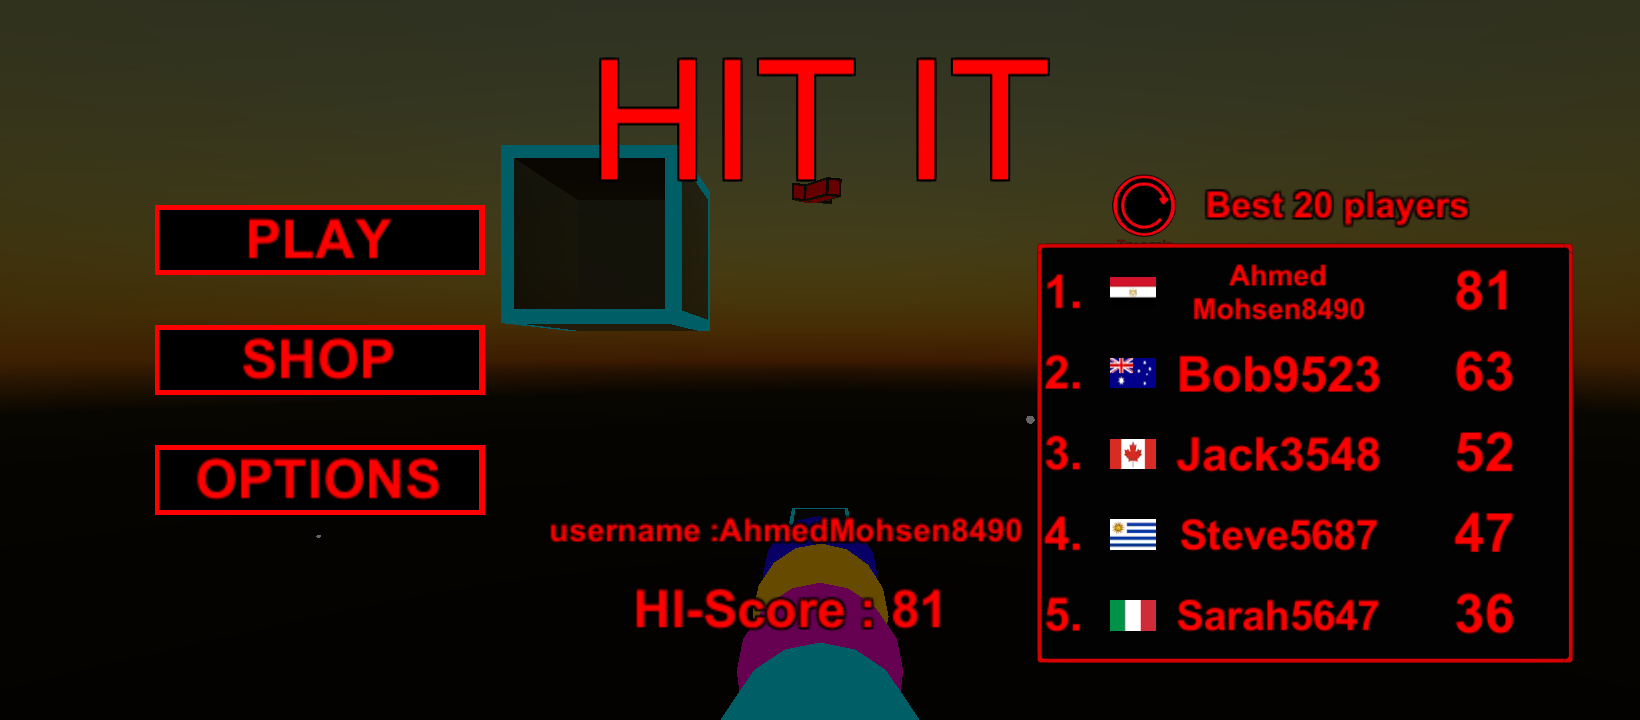 HIT IT
PLAY
SHOP
OPTIONS
Best 20 players
1. Ahmed
Mohsen8490 81
2. Bob9523 63
3. Jack3548 52
4. Steve5687 47
5. Sarah5647 36
username :AhmedMohsen8490
HI-Score : 81